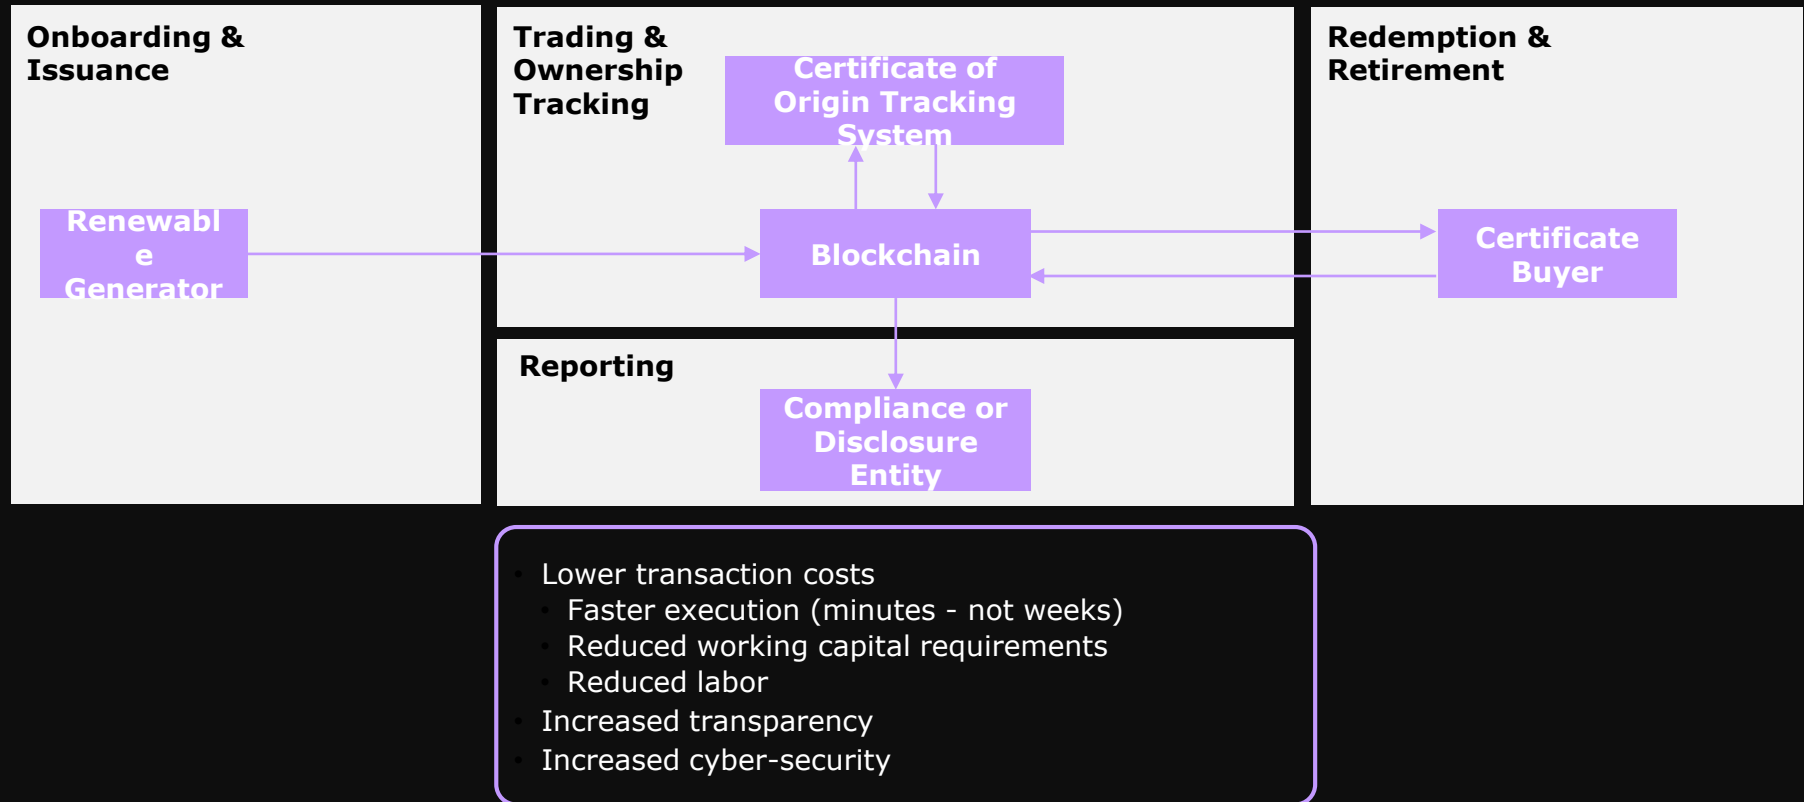 Onboarding &
Issuance
Trading &
Ownership
Tracking
Certificate of
Origin Tracking
System
Redemption &
Retirement
Renewabl
e
Generator
Blockchain
Certificate
Buyer
Reporting
Compliance or
Disclosure
Entity
• Lower transaction costs
• Faster execution (minutes - not weeks)
• Reduced working capital requirements
• Reduced labor
• Increased transparency
• Increased cyber-security